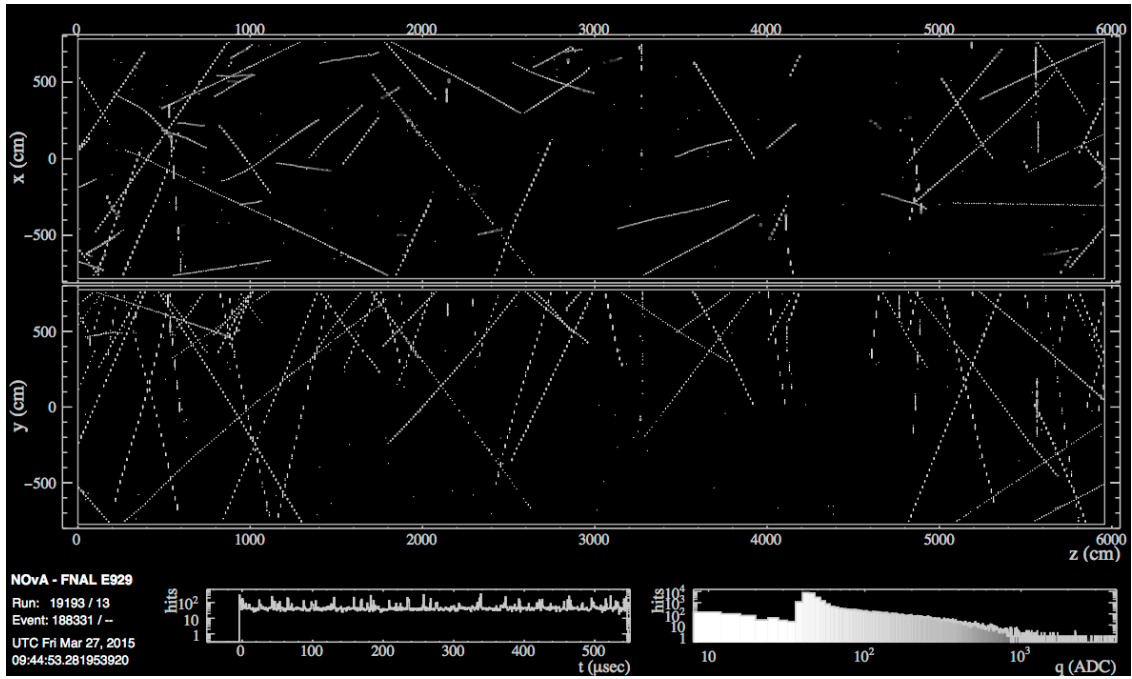 0 1000 2000 3000 4000 5000 6000
500
0
−500
x (cm)
500
0
−500
y (cm)
0 1000 2000 3000 4000 5000 6000
z (cm)
NOvA - FNAL E929
Run: 19193 / 13
Event: 188331 / --
UTC Fri Mar 27, 2015
09:44:53.281953920
hits
10²
10
1
0 100 200 300 400 500
t (μsec)
hits
10⁴
10³
10²
10
1
10 10² 10³
q (ADC)